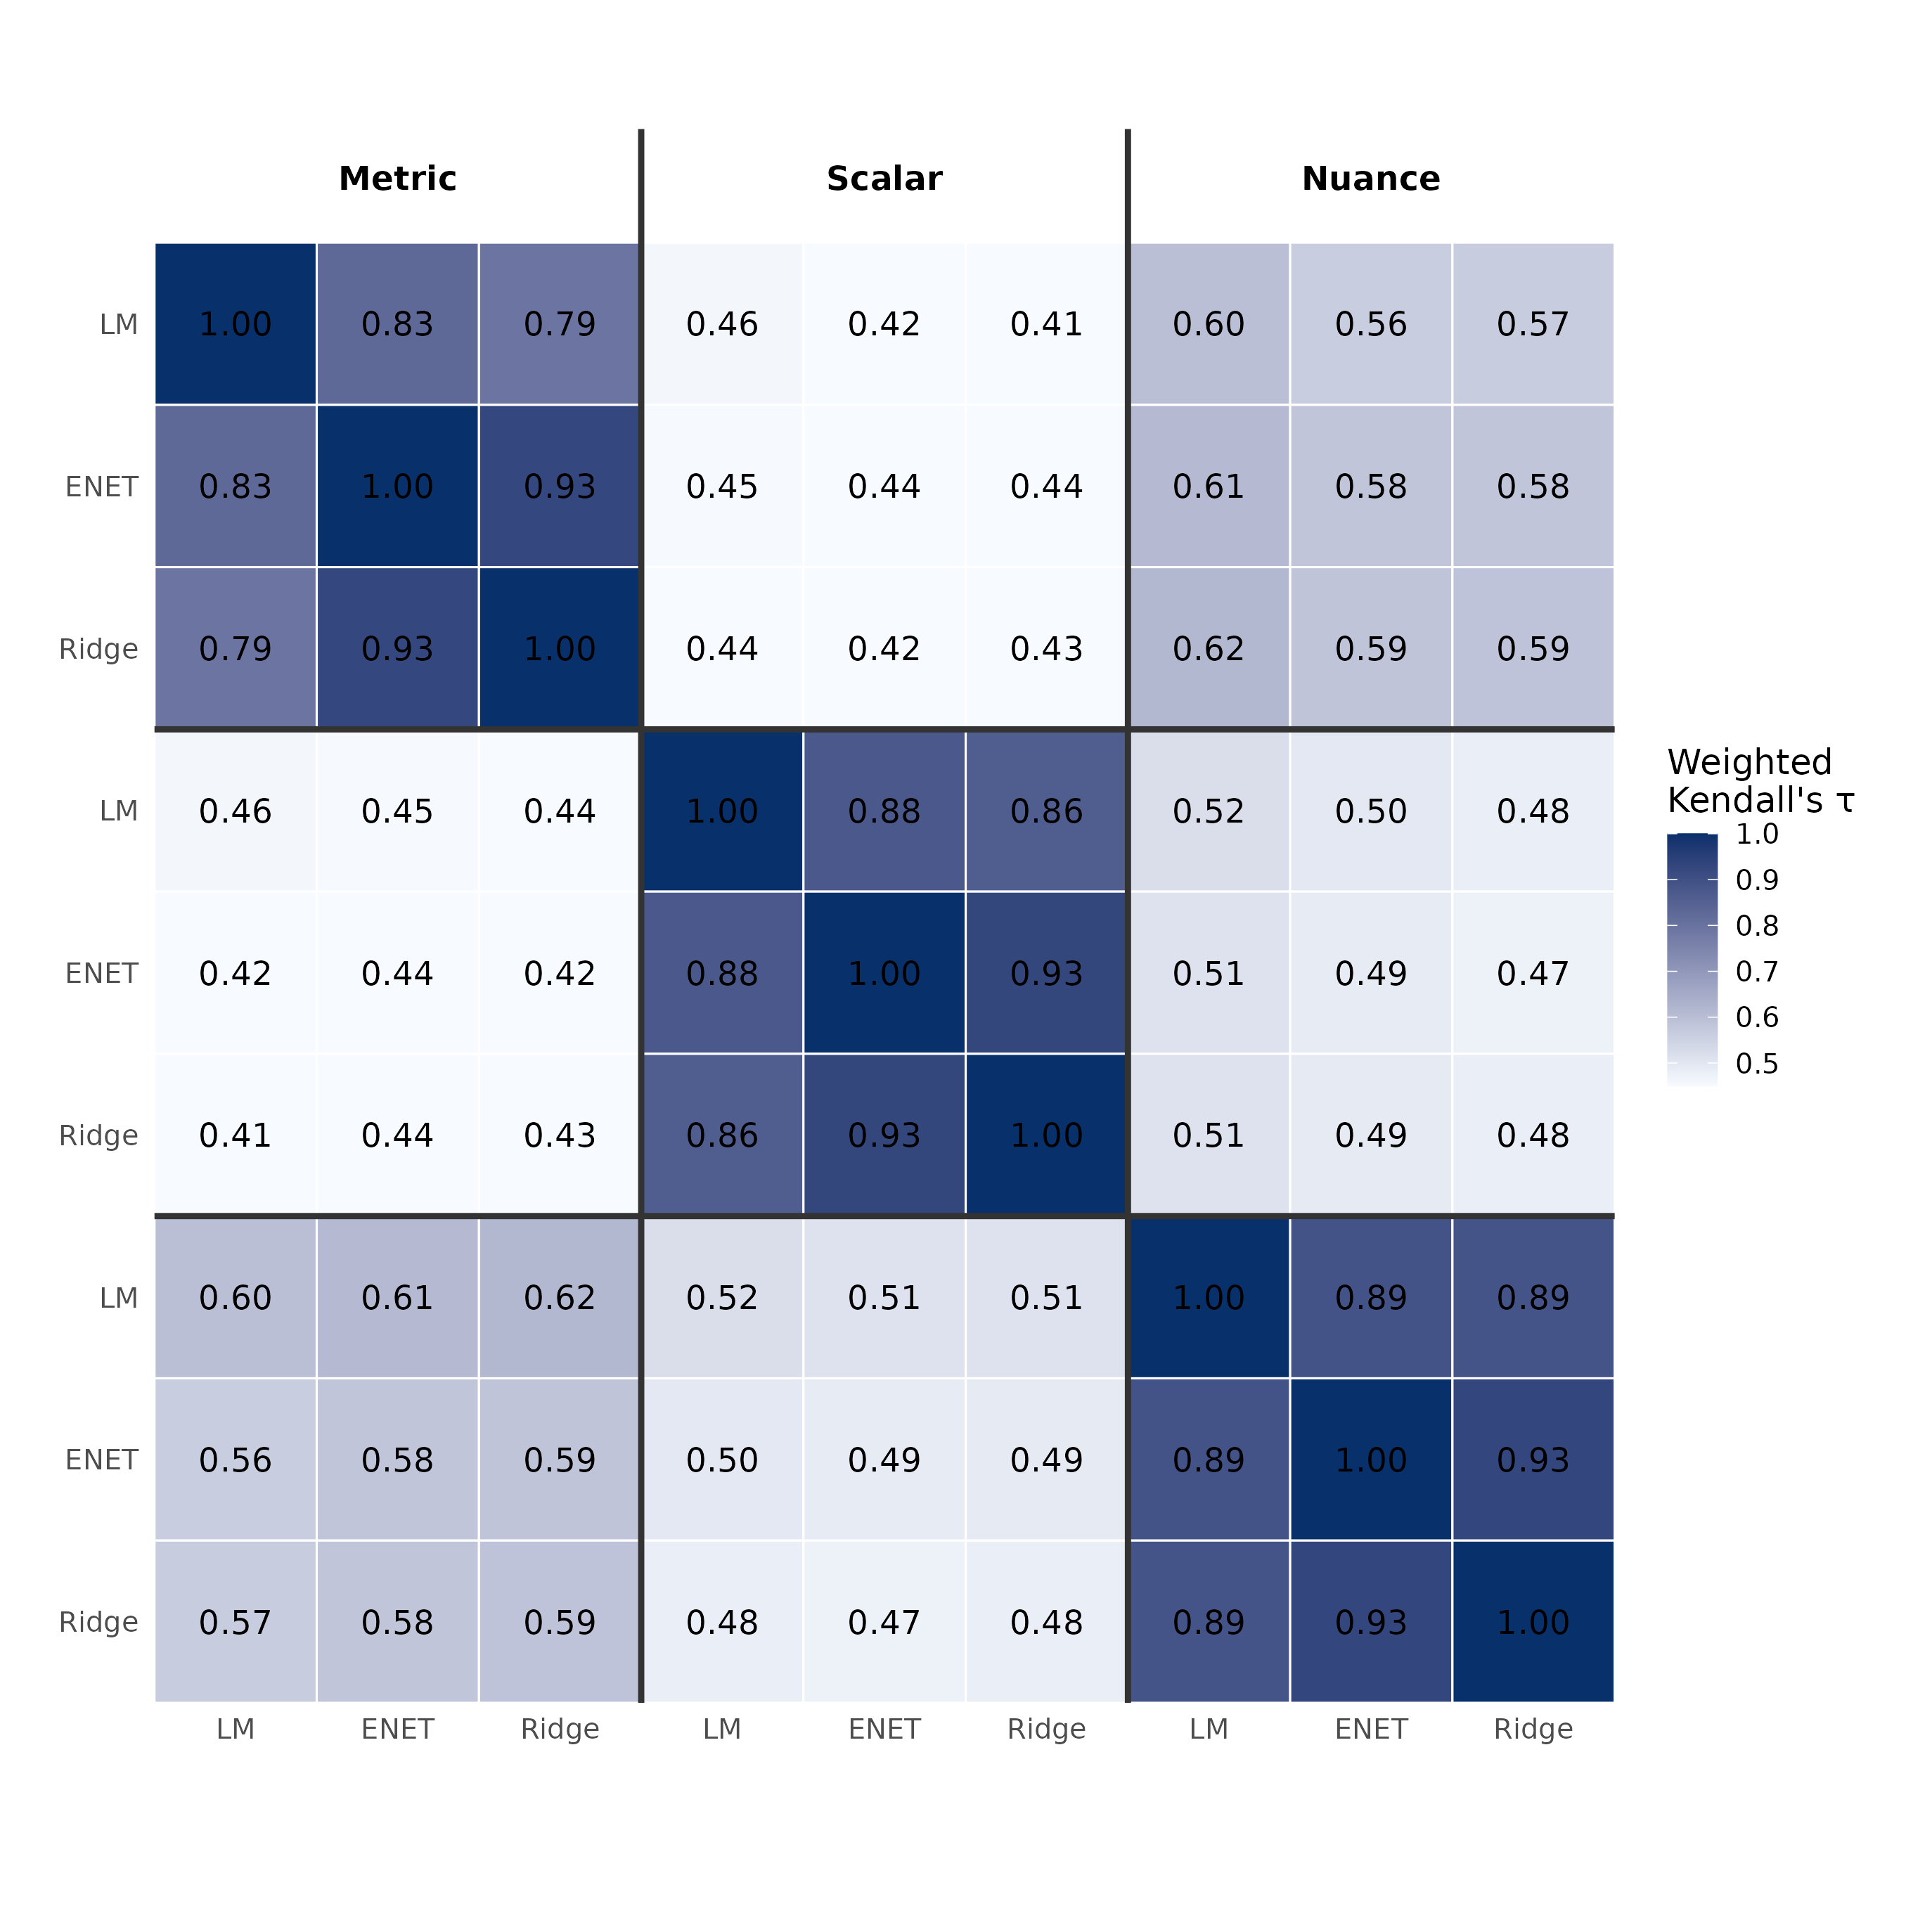 Metric Scalar Nuance
LM 1.00 0.83 0.79 0.46 0.42 0.41 0.60 0.56 0.57
ENET 0.83 1.00 0.93 0.45 0.44 0.44 0.61 0.58 0.58
Ridge 0.79 0.93 1.00 0.44 0.42 0.43 0.62 0.59 0.59
LM 0.46 0.45 0.44 1.00 0.88 0.86 0.52 0.50 0.48
ENET 0.42 0.44 0.42 0.88 1.00 0.93 0.51 0.49 0.47
Ridge 0.41 0.44 0.43 0.86 0.93 1.00 0.51 0.49 0.48
LM 0.60 0.61 0.62 0.52 0.51 0.51 1.00 0.89 0.89
ENET 0.56 0.58 0.59 0.50 0.49 0.49 0.89 1.00 0.93
Ridge 0.57 0.58 0.59 0.48 0.47 0.48 0.89 0.93 1.00
LM ENET Ridge LM ENET Ridge LM ENET Ridge
Weighted
Kendall's τ
1.0
0.9
0.8
0.7
0.6
0.5